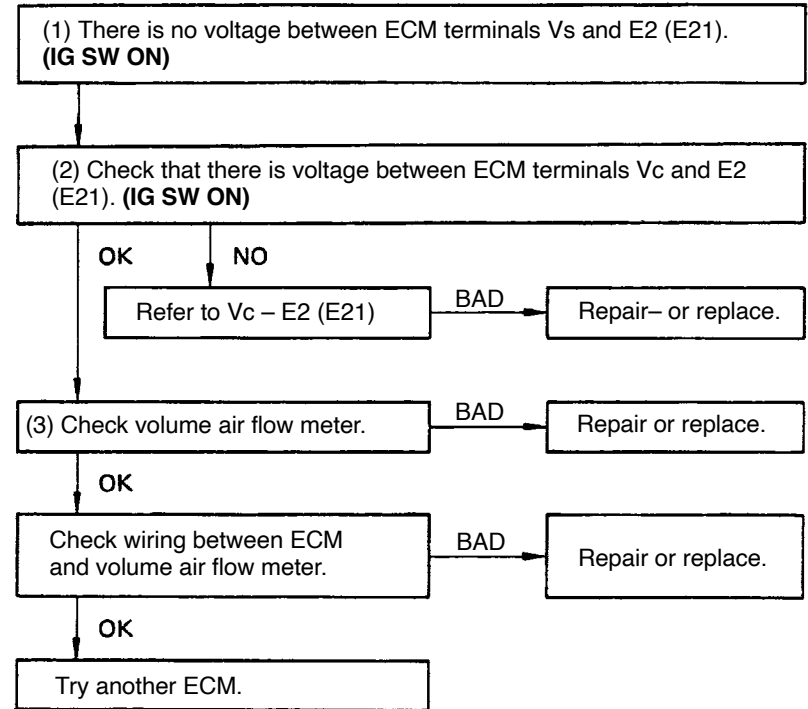 (1) There is no voltage between ECM terminals Vs and E2 (E21).
(IG SW ON)
(2) Check that there is voltage between ECM terminals Vc and E2
(E21). (IG SW ON)
OK
NO
Refer to Vc – E2 (E21)
BAD
Repair– or replace.
(3) Check volume air flow meter.
BAD
Repair or replace.
OK
Check wiring between ECM
and volume air flow meter.
BAD
Repair or replace.
OK
Try another ECM.